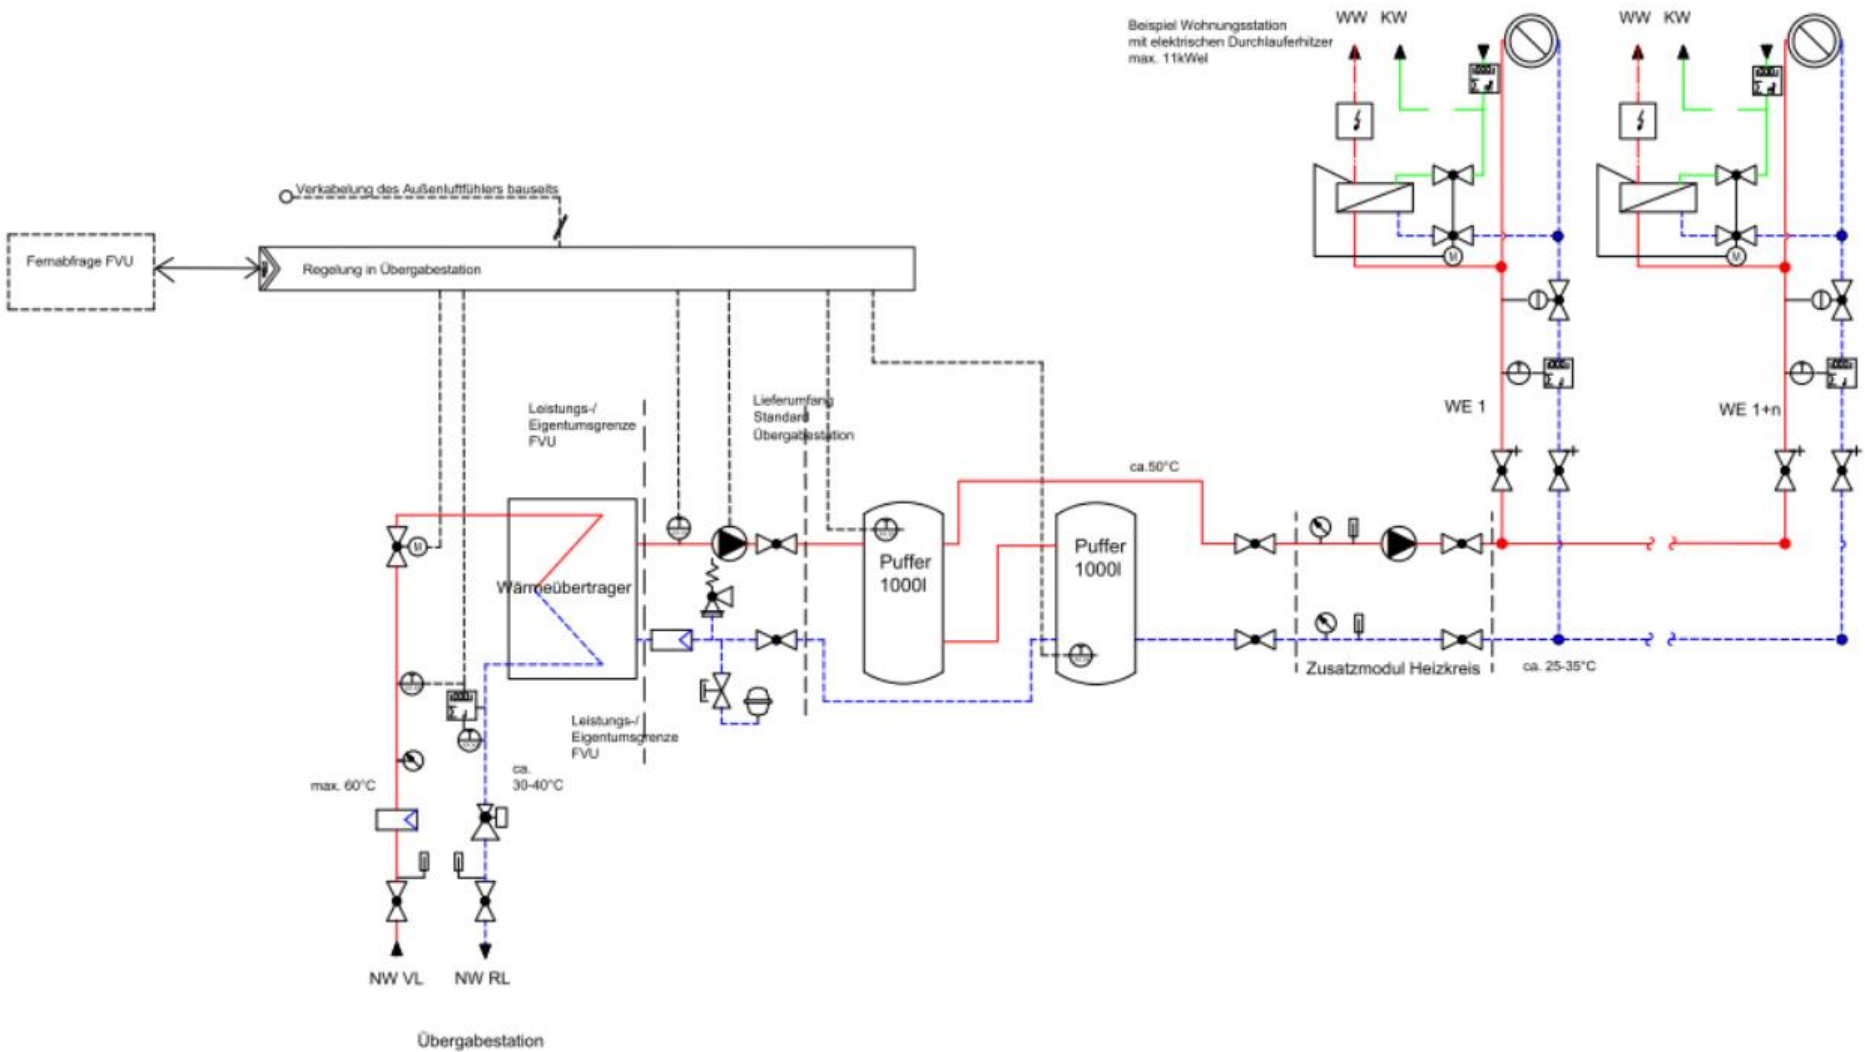 Beispiel Wohnungsstation
mit elektrischen Durchlauferhitzer
max. 11kWel
WW KW
WW KW
Verkabelung des Außenluftfühlers bauseits
Fernabfrage FVU
Regelung in Übergabestation
M
M
Leistungs-/
Eigentumsgrenze
FVU
Lieferumfang
Standard
Übergabestation
WE 1
WE 1+n
ca.50°C
M
Wärmeübertrager
Puffer
1000l
Puffer
1000l
Zusatzmodul Heizkreis
ca. 25-35°C
Leistungs-/
Eigentumsgrenze
FVU
max. 60°C
ca.
30-40°C
NW VL
NW RL
Übergabestation